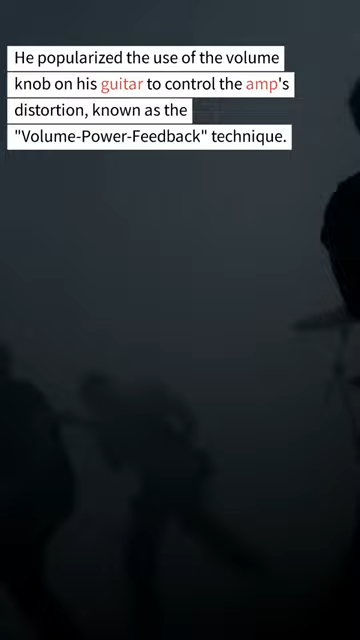 He popularized the use of the volume
knob on his guitar to control the amp's
distortion, known as the
"Volume-Power-Feedback" technique.